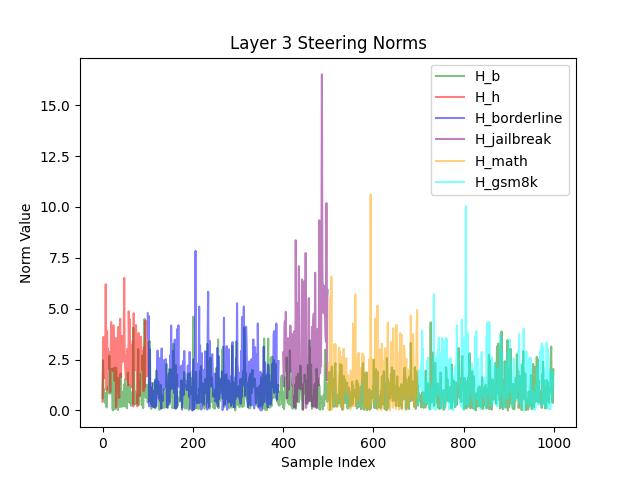 Layer 3 Steering Norms
Norm Value
15.0
12.5
10.0
7.5
5.0
2.5
0.0
H_b
H_h
H_borderline
H_jailbreak
H_math
H_gsm8k
0 200 400 600 800 1000
Sample Index